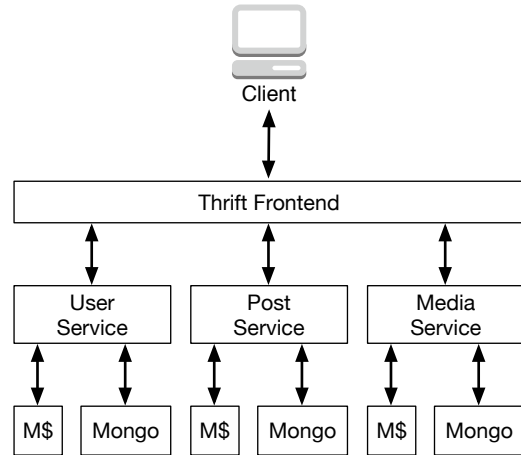 Client
Thrift Frontend
User
Service
Post
Service
Media
Service
M$
Mongo
M$
Mongo
M$
Mongo